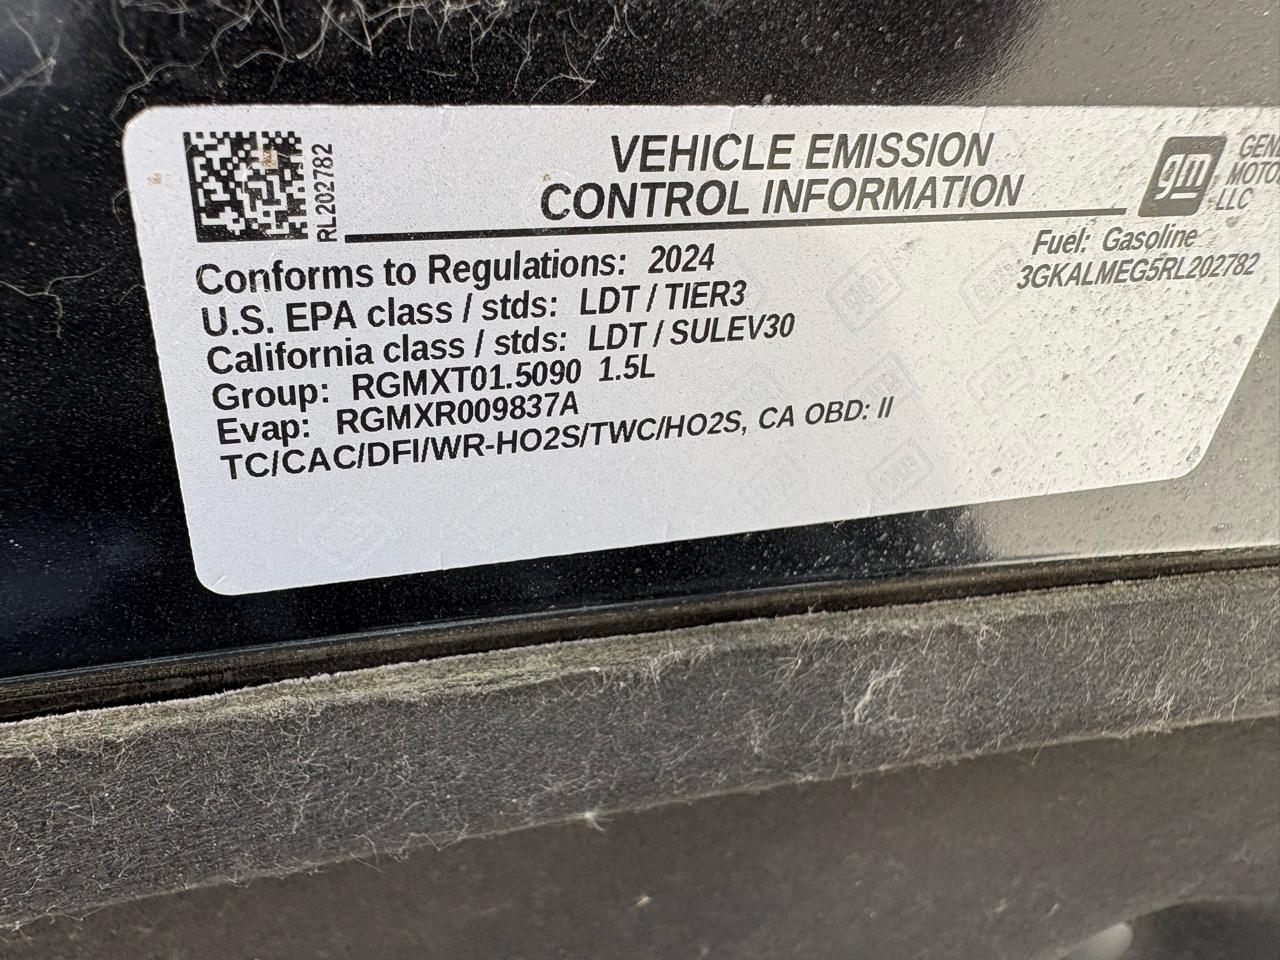 RL202782
VEHICLE EMISSION
CONTROL INFORMATION
gm
LLC
Fuel: Gasoline
3GKALMEG5RL202782
Conforms to Regulations: 2024
U.S. EPA class / stds: LDT / TIER3
California class / stds: LDT / SULEV30
Group: RGMXT01.5090 1.5L
Evap: RGMXR009837A
TC/CAC/DFI/WR-HO2S/TWC/HO2S, CA OBD: II